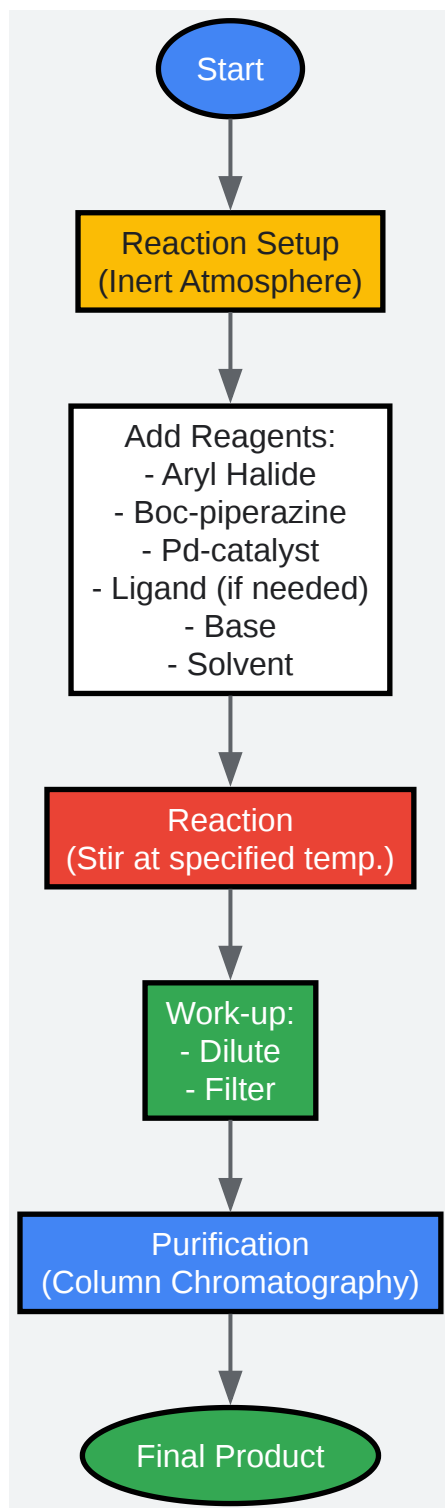 Start
Reaction Setup
(Inert Atmosphere)
Add Reagents:
- Aryl Halide
- Boc-piperazine
- Pd-catalyst
- Ligand (if needed)
- Base
- Solvent
Reaction
(Stir at specified temp.)
Work-up:
- Dilute
- Filter
Purification
(Column Chromatography)
Final Product